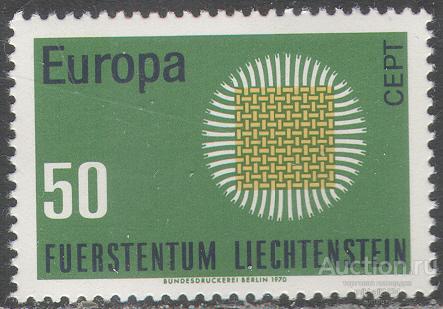 Europa
CEPT
50
FUERSTENTUM LIECHTENSTEIN
BUNDESDRUCKEREI BERLIN 1970
Auction.ru